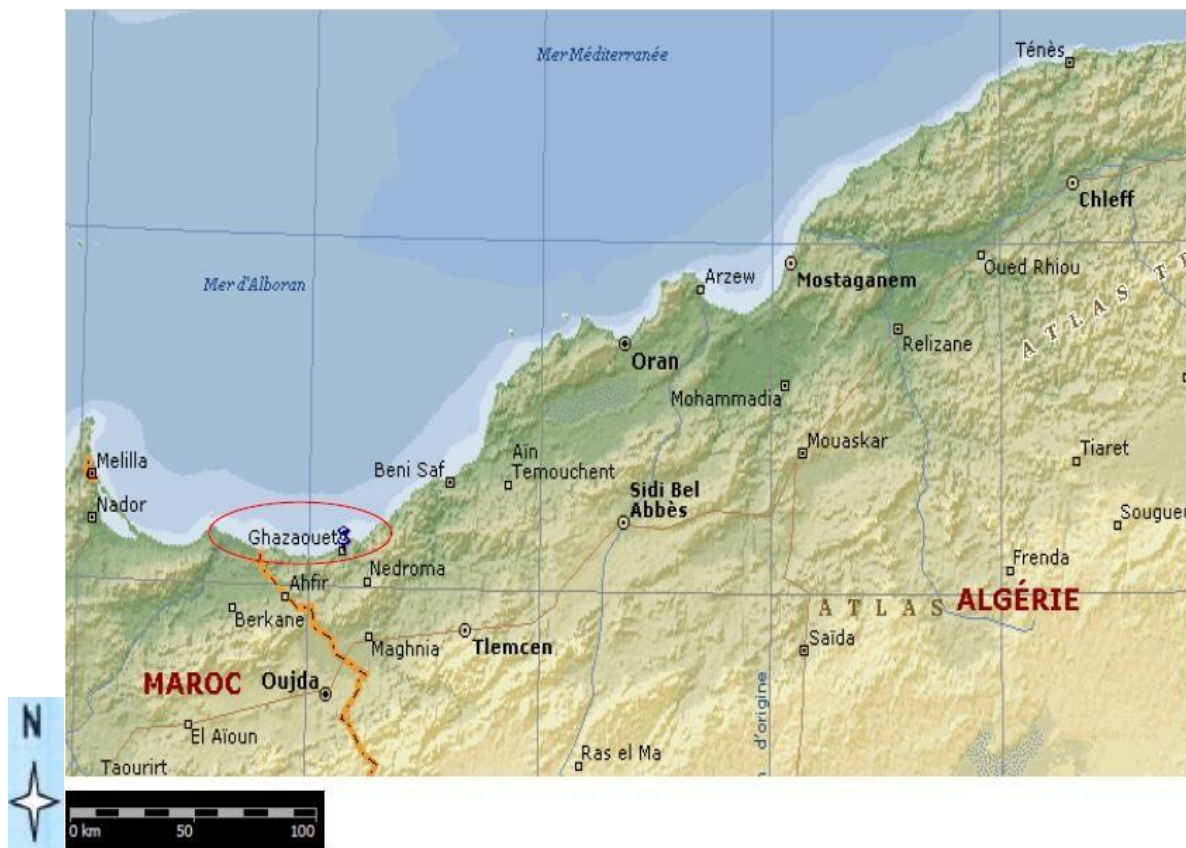 Mer Méditerranée
Ténès
Chleff
Mer d'Alboran
Arzew
Mostaganem
Oued Rhiou
ATLAS
Oran
Relizane
Mohammadia
Melilla
Beni Saf
Aïn
Temouchent
Mouaskar
Tiaret
Nador
Sidi Bel
Abbès
Sougueu
Ghazaouet
Nedroma
Frenda
Ahfir
ATLAS
ALGÉRIE
Berkane
Maghnia
Tlemcen
Saïda
MAROC
Oujda
d'origine
El Aïoun
Ras el Ma
Taourirt
N
0 km 50 100